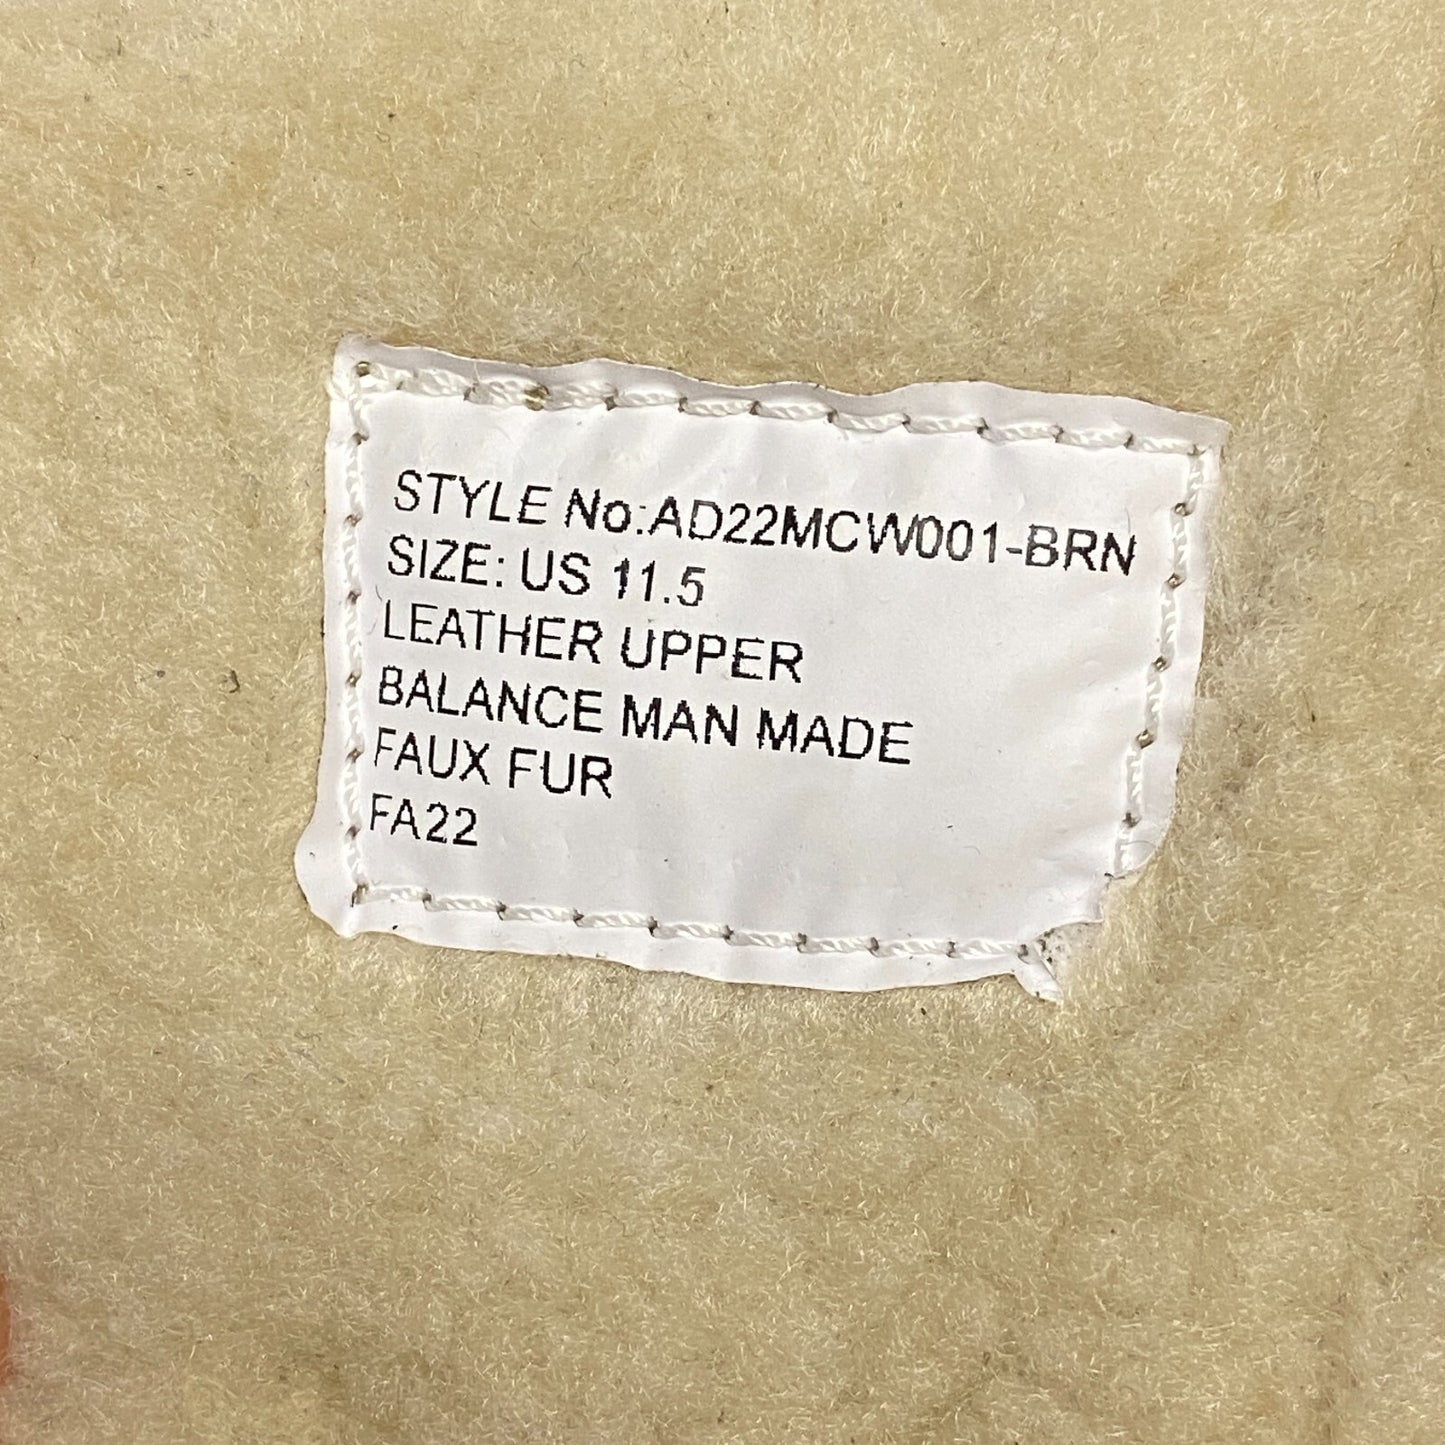 STYLE No:AD22MCW001-BRN
SIZE: US 11.5
LEATHER UPPER
BALANCE MAN MADE
FAUX FUR
FA22